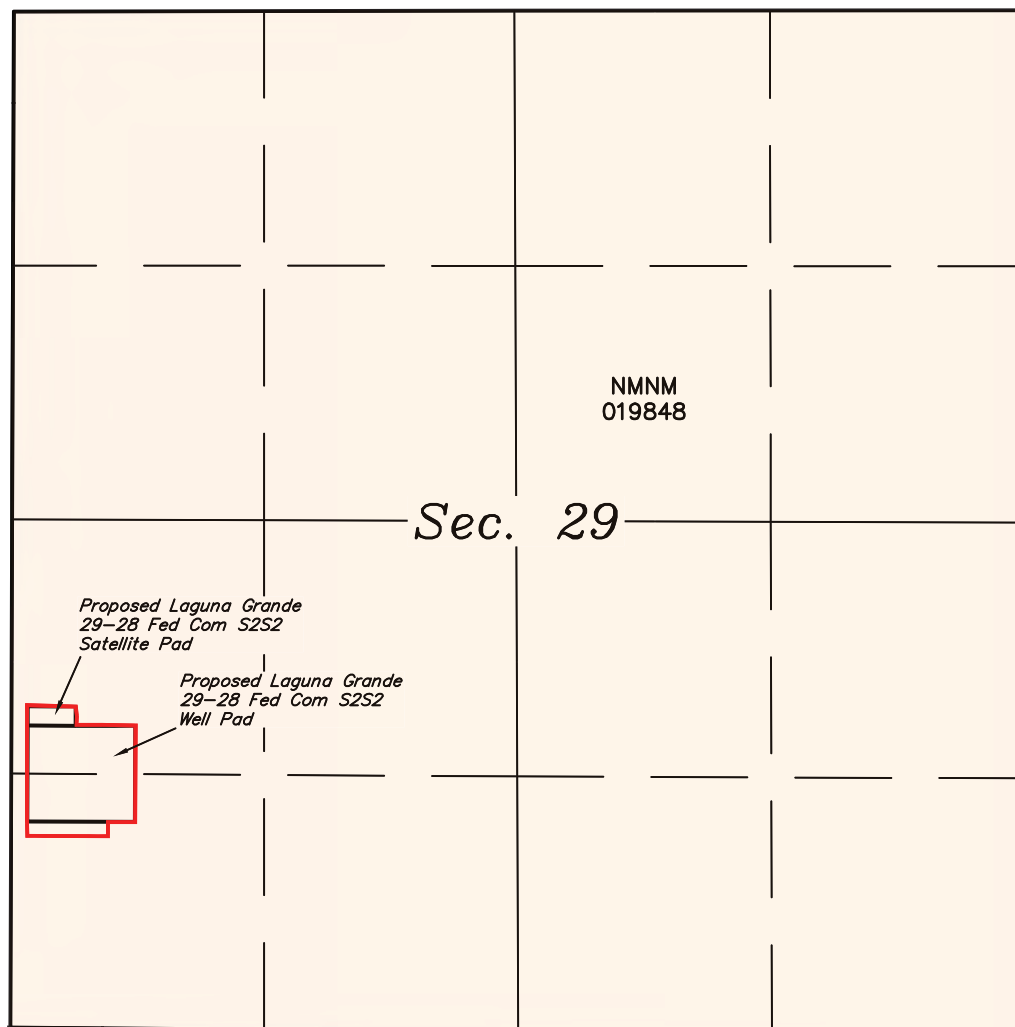 NMNM
019848
Sec. 29
Proposed Laguna Grande
29-28 Fed Com S2S2
Satellite Pad
Proposed Laguna Grande
29-28 Fed Com S2S2
Well Pad